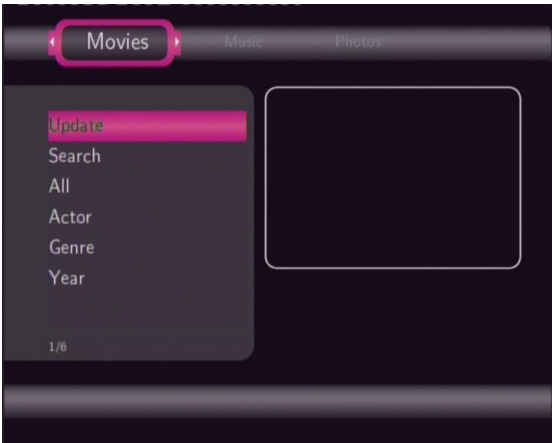 Movies Music Photos
Update
Search
All
Actor
Genre
Year
1/6